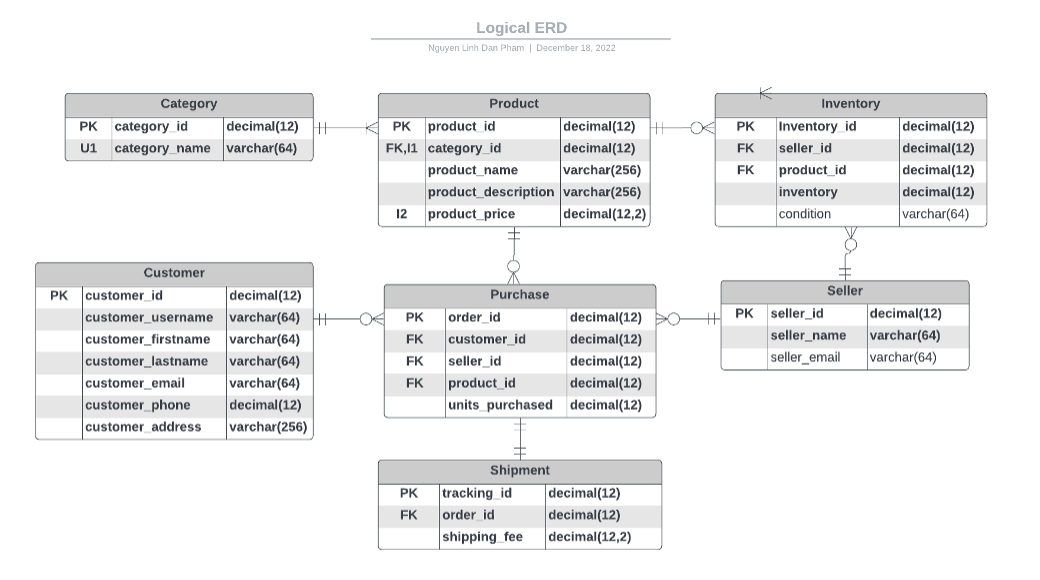 Logical ERD
Nguyen Linh Dan Pham | December 18, 2022
Category
PK category_id decimal(12)
U1 category_name varchar(64)
Product
PK product_id decimal(12)
FK,I1 category_id decimal(12)
product_name varchar(256)
product_description varchar(256)
I2 product_price decimal(12,2)
Inventory
PK Inventory_id decimal(12)
FK seller_id decimal(12)
FK product_id decimal(12)
inventory decimal(12)
condition varchar(64)
Customer
PK customer_id decimal(12)
customer_username varchar(64)
customer_firstname varchar(64)
customer_lastname varchar(64)
customer_email varchar(64)
customer_phone decimal(12)
customer_address varchar(256)
Purchase
PK order_id decimal(12)
FK customer_id decimal(12)
FK seller_id decimal(12)
FK product_id decimal(12)
units_purchased decimal(12)
Seller
PK seller_id decimal(12)
seller_name varchar(64)
seller_email varchar(64)
Shipment
PK tracking_id decimal(12)
FK order_id decimal(12)
shipping_fee decimal(12,2)